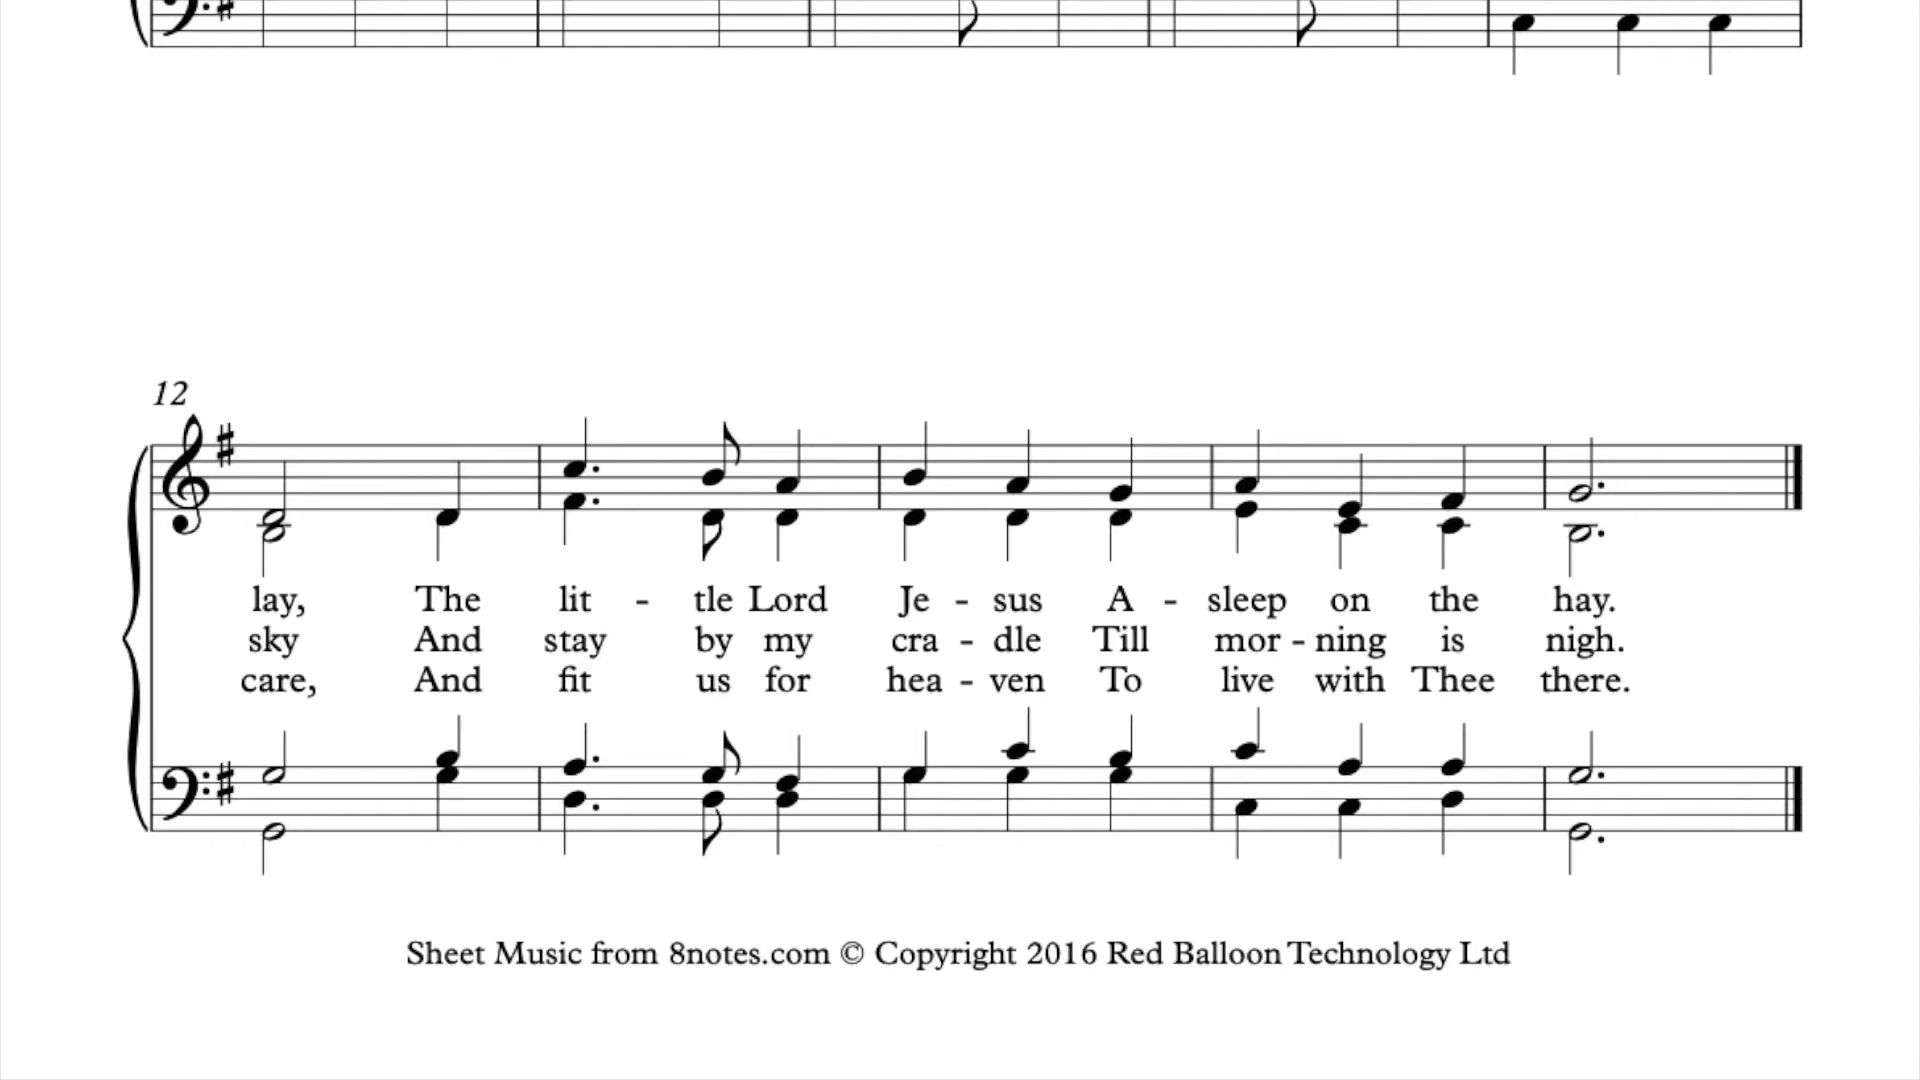 12
lay, The lit - tle Lord Je - sus A - sleep on the hay.
sky And stay by my cra - dle Till mor - ning is nigh.
care, And fit us for hea - ven To live with Thee there.
Sheet Music from 8notes.com © Copyright 2016 Red Balloon Technology Ltd